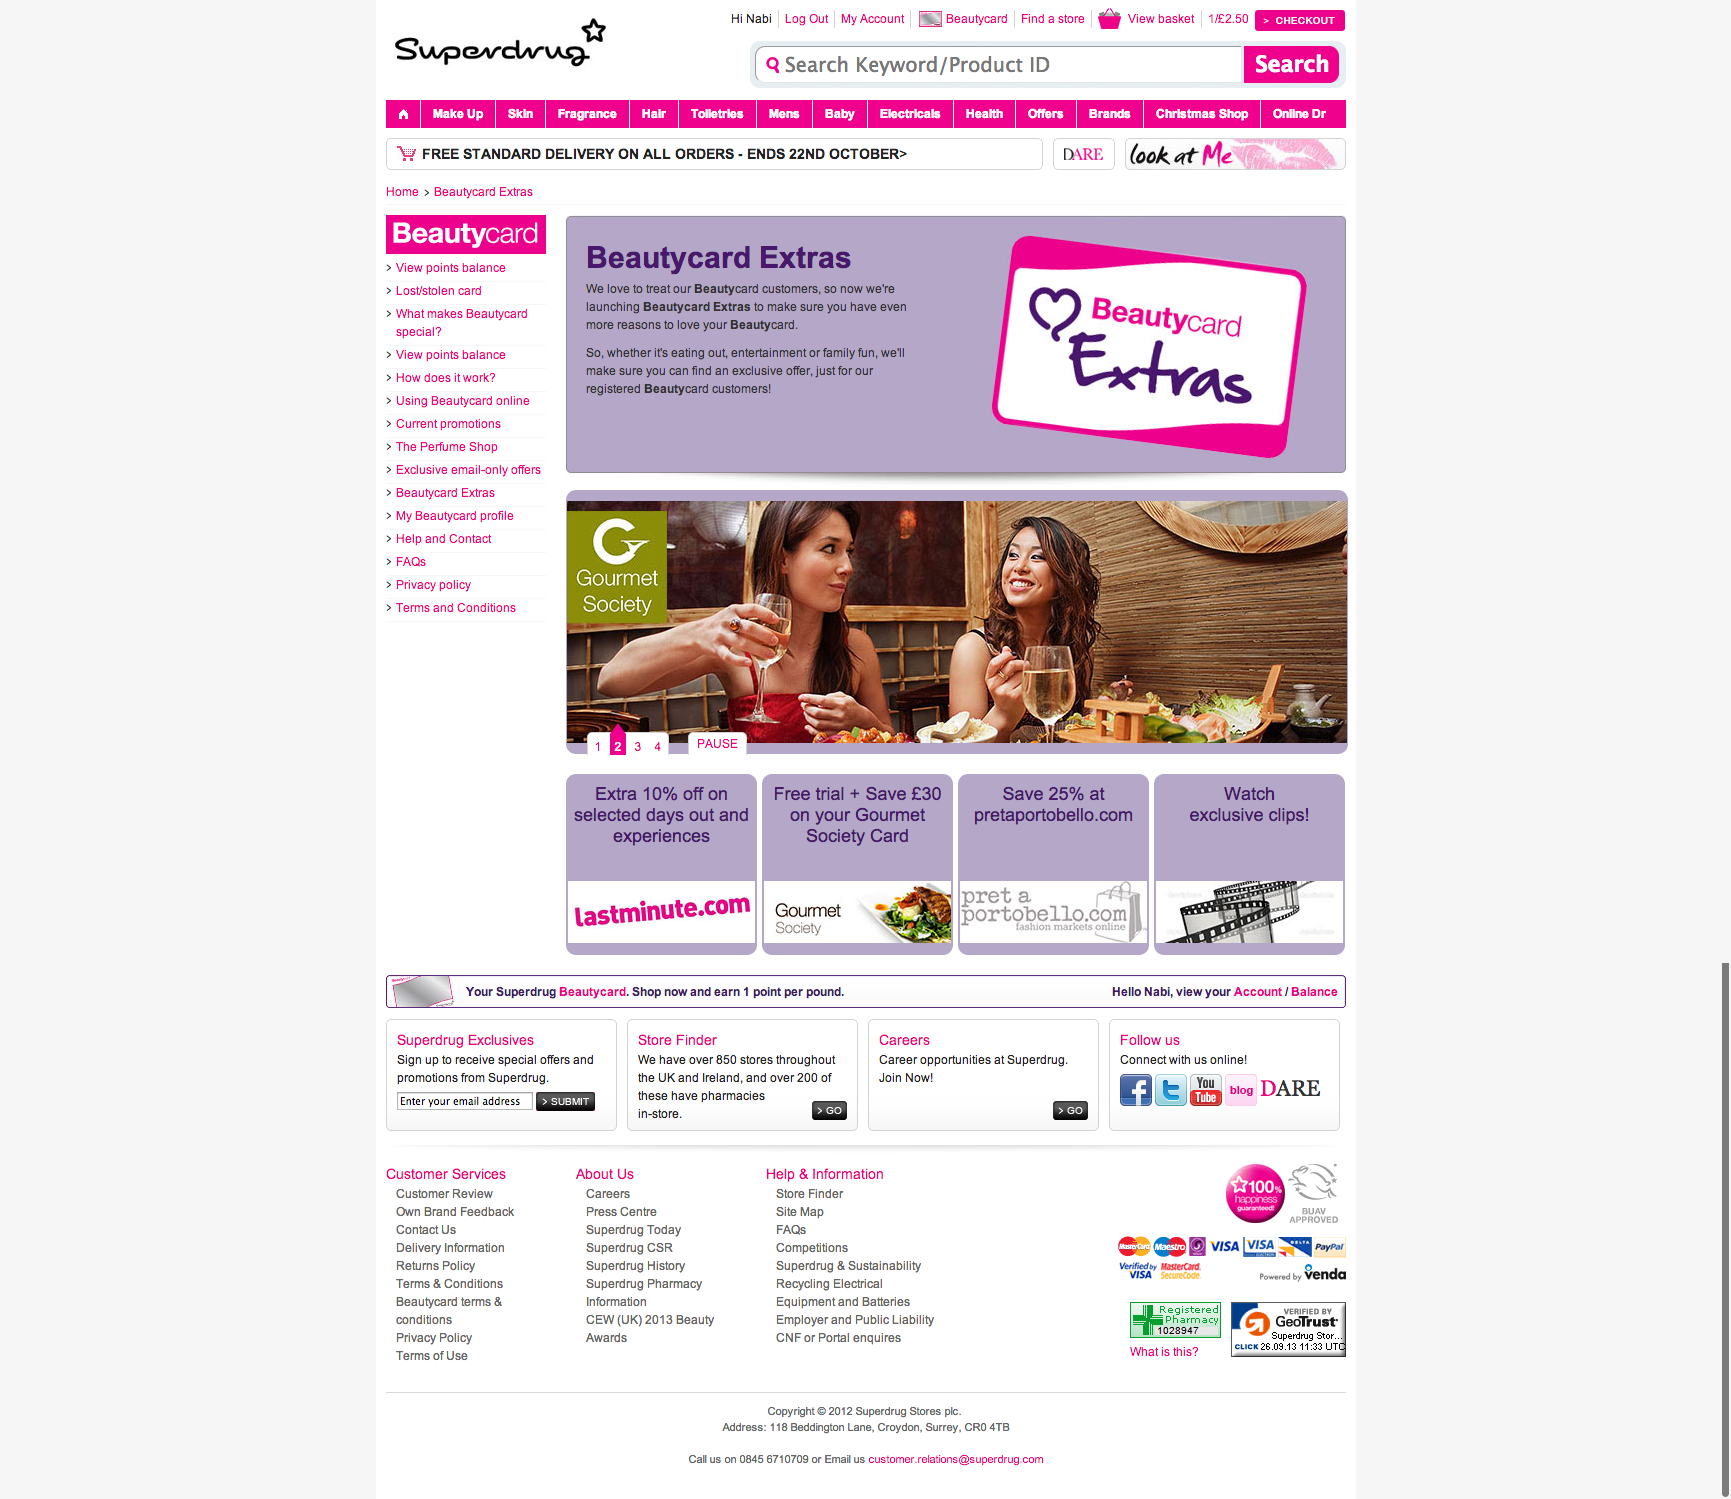 Superdrug
Hi Nabi
Log Out
My Account
Beautycard
Find a store
View basket
1/£2.50
> CHECKOUT
Search Keyword/Product ID
Search
Make Up
Skin
Fragrance
Hair
Toiletries
Mens
Baby
Electricals
Health
Offers
Brands
Christmas Shop
Online Dr
FREE STANDARD DELIVERY ON ALL ORDERS - ENDS 22ND OCTOBER>
DARE
look at Me
Home > Beautycard Extras
Beautycard
> View points balance
> Lost/stolen card
> What makes Beautycard
special?
> View points balance
> How does it work?
> Using Beautycard online
> Current promotions
> The Perfume Shop
> Exclusive email-only offers
> Beautycard Extras
> My Beautycard profile
> Help and Contact
> FAQs
> Privacy policy
> Terms and Conditions
Beautycard Extras
We love to treat our Beautycard customers, so now we're
launching Beautycard Extras to make sure you have even
more reasons to love your Beautycard.
So, whether it's eating out, entertainment or family fun, we'll
make sure you can find an exclusive offer, just for our
registered Beautycard customers!
Beautycard
Extras
G
Gourmet
Society
1 2 3 4
PAUSE
Extra 10% off on
selected days out and
experiences
lastminute.com
Free trial + Save £30
on your Gourmet
Society Card
Gourmet
Society
Save 25% at
pretaportobello.com
pret a
portobello.com
fashion markets online
Watch
exclusive clips!
Your Superdrug Beautycard. Shop now and earn 1 point per pound.
Hello Nabi, view your Account / Balance
Superdrug Exclusives
Sign up to receive special offers and
promotions from Superdrug.
Enter your email address
> SUBMIT
Store Finder
We have over 850 stores throughout
the UK and Ireland, and over 200 of
these have pharmacies
in-store.
> GO
Careers
Career opportunities at Superdrug.
Join Now!
> GO
Follow us
Connect with us online!
f
t
You
Tube
blog
DARE
Customer Services
Customer Review
Own Brand Feedback
Contact Us
Delivery Information
Returns Policy
Terms & Conditions
Beautycard terms &
conditions
Privacy Policy
Terms of Use
About Us
Careers
Press Centre
Superdrug Today
Superdrug CSR
Superdrug History
Superdrug Pharmacy
Information
CEW (UK) 2013 Beauty
Awards
Help & Information
Store Finder
Site Map
FAQs
Competitions
Superdrug & Sustainability
Recycling Electrical
Equipment and Batteries
Employer and Public Liability
CNF or Portal enquires
100%
happiness
guaranteed!
BUAV
APPROVED
MasterCard
Maestro
VISA
VISA
DELTA
PayPal
Verified by
VISA
MasterCard.
SecureCode.
Powered by venda
Registered
Pharmacy
1028947
What is this?
VERIFIED BY
GeoTrust
Superdrug Stor...
CLICK 26.09.13 11:33 UTC
Copyright © 2012 Superdrug Stores plc.
Address: 118 Beddington Lane, Croydon, Surrey, CR0 4TB
Call us on 0845 6710709 or Email us customer.relations@superdrug.com